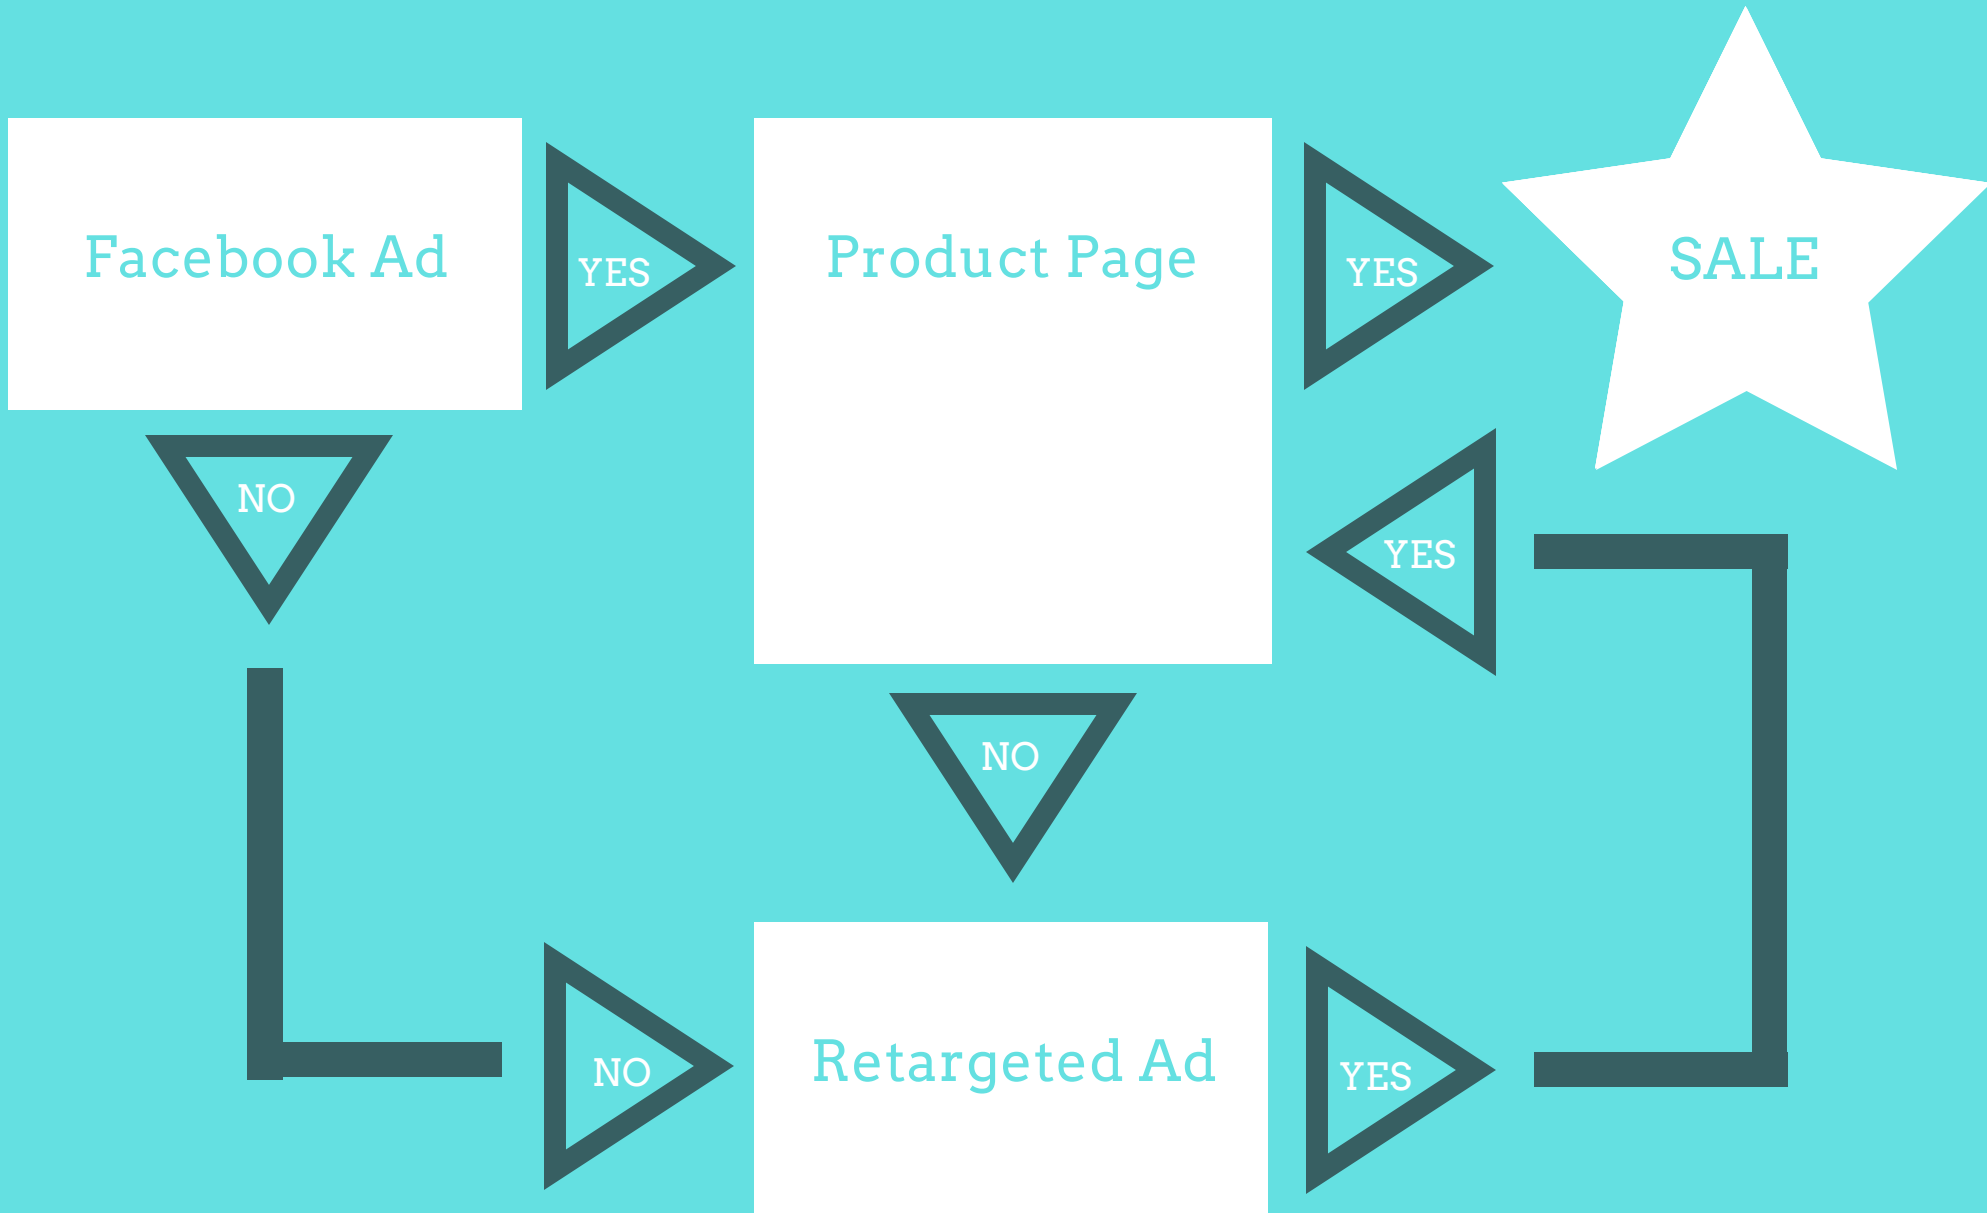 Facebook Ad
YES
Product Page
YES
SALE
NO
YES
NO
NO
Retargeted Ad
YES